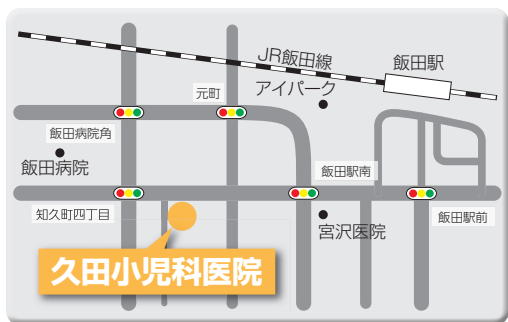 JR飯田線
飯田駅
アイパーク
元町
飯田病院角
飯田病院
飯田駅南
知久町四丁目
飯田駅前
宮沢医院
久田小児科医院